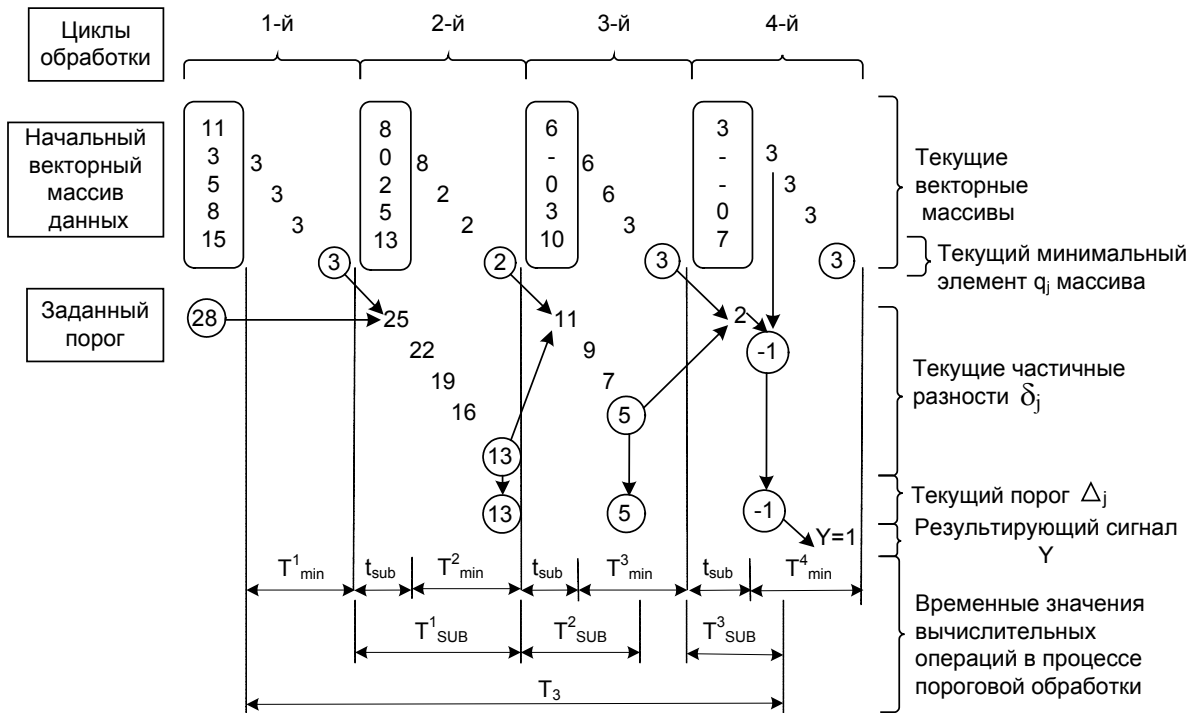 Циклы
обработки
1-й 2-й 3-й 4-й
Начальный
векторный
массив
данных
11
3
5
8
15
3
3
3
3
8
0
2
5
13
8
2
2
2
6
-
0
3
10
6
6
3
3
3
-
-
0
7
3
3
3
3
Текущие
векторные
массивы
Текущий минимальный
элемент qj массива
Заданный
порог
28
25
22
19
16
13
13
11
9
7
5
5
2
-1
-1
Y=1
Текущие частичные
разности δj
Текущий порог Δj
Результирующий сигнал
Y
T¹min tsub T²min tsub T³min tsub T⁴min
T¹SUB T²SUB T³SUB
T₃
Временные значения
вычислительных
операций в процессе
пороговой обработки